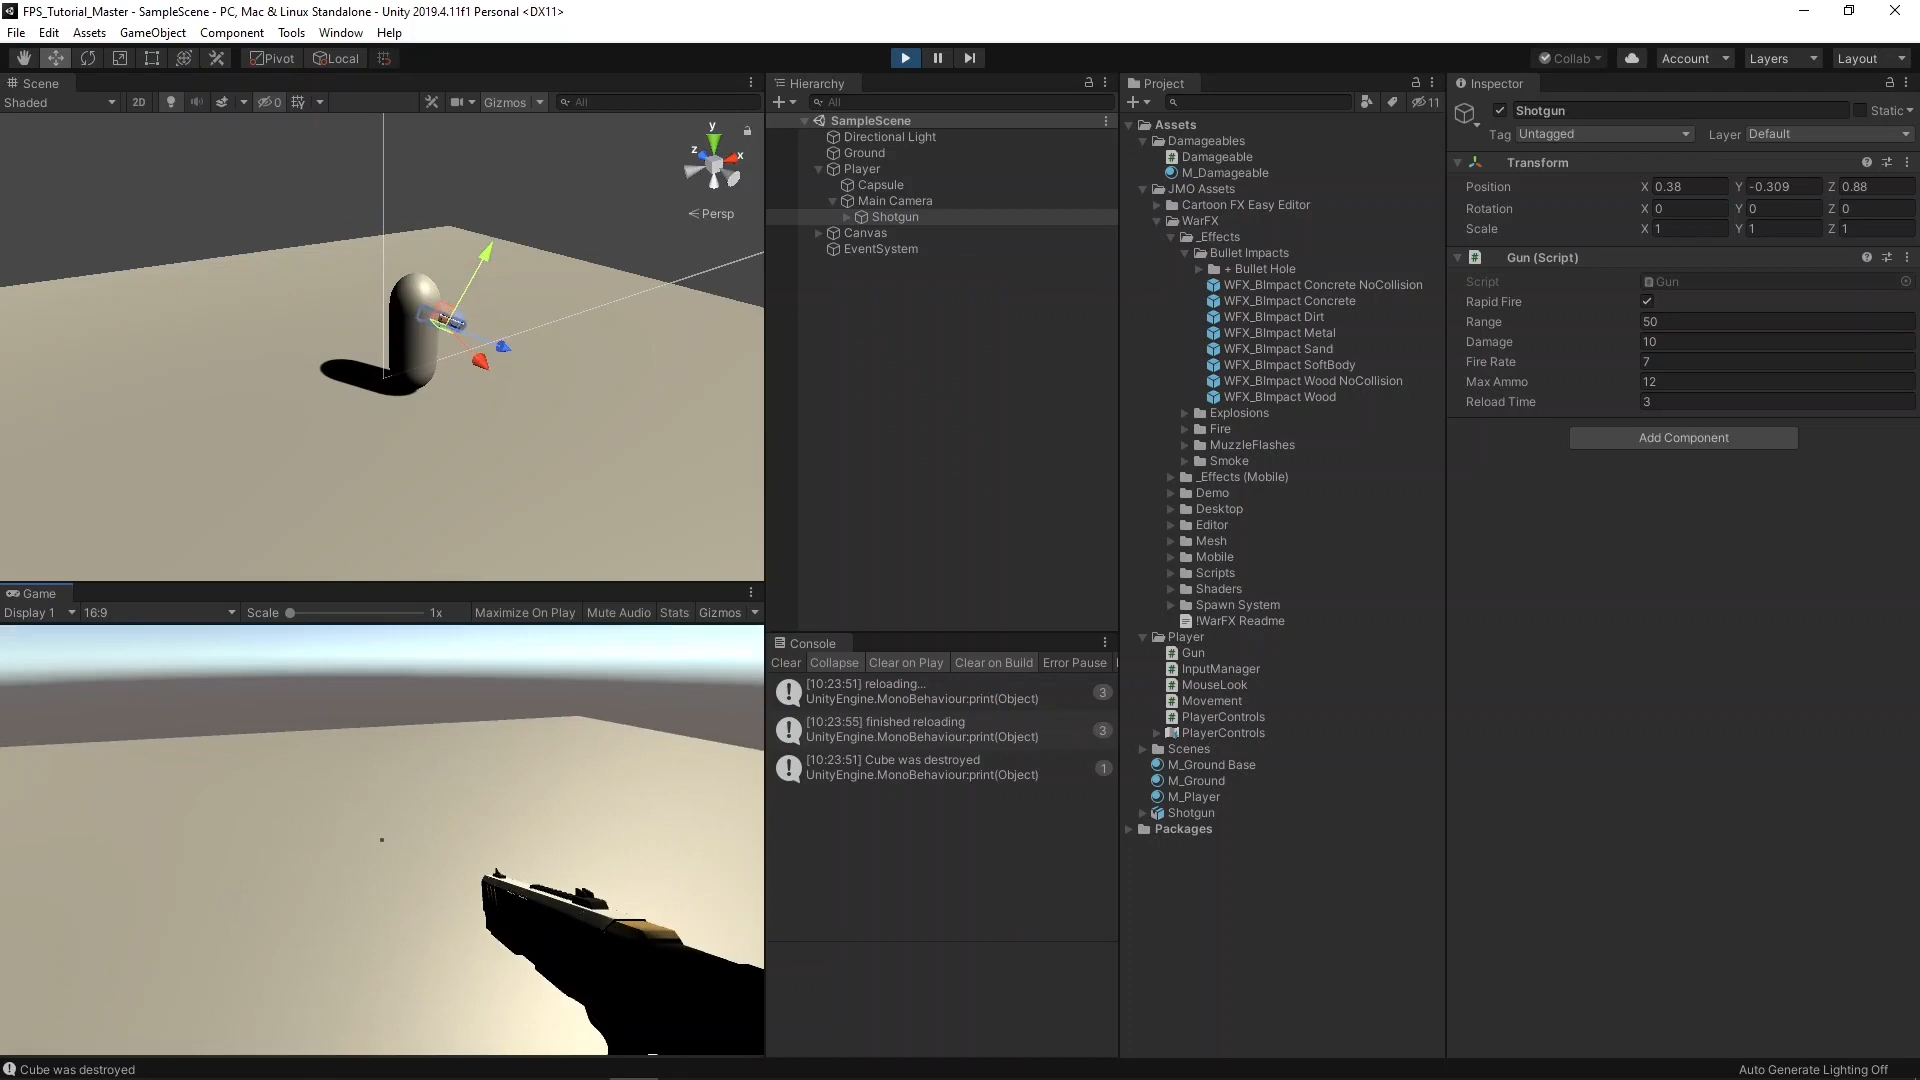 FPS_Tutorial_Master - SampleScene - PC, Mac & Linux Standalone - Unity 2019.4.11f1 Personal <DX11>
File Edit Assets GameObject Component Tools Window Help
Pivot Local Collab Account Layers Layout
Scene
Shaded 2D 0 Gizmos All
y
z x
Persp
Game
Display 1 16:9 Scale 1x Maximize On Play Mute Audio Stats Gizmos
Hierarchy
All
SampleScene
Directional Light
Ground
Player
Capsule
Main Camera
Shotgun
Canvas
EventSystem
Console
Clear Collapse Clear on Play Clear on Build Error Pause
[10:23:51] reloading...
UnityEngine.MonoBehaviour:print(Object) 3
[10:23:55] finished reloading
UnityEngine.MonoBehaviour:print(Object) 3
[10:23:51] Cube was destroyed
UnityEngine.MonoBehaviour:print(Object) 1
Project
11
Assets
Damageables
Damageable
M_Damageable
JMO Assets
Cartoon FX Easy Editor
WarFX
_Effects
Bullet Impacts
+ Bullet Hole
WFX_BImpact Concrete NoCollision
WFX_BImpact Concrete
WFX_BImpact Dirt
WFX_BImpact Metal
WFX_BImpact Sand
WFX_BImpact SoftBody
WFX_BImpact Wood NoCollision
WFX_BImpact Wood
Explosions
Fire
MuzzleFlashes
Smoke
_Effects (Mobile)
Demo
Desktop
Editor
Mesh
Mobile
Scripts
Shaders
Spawn System
!WarFX Readme
Player
Gun
InputManager
MouseLook
Movement
PlayerControls
PlayerControls
Scenes
M_Ground Base
M_Ground
M_Player
Shotgun
Packages
Inspector
Shotgun Static
Tag Untagged Layer Default
Transform
Position X 0.38 Y -0.309 Z 0.88
Rotation X 0 Y 0 Z 0
Scale X 1 Y 1 Z 1
Gun (Script)
Script Gun
Rapid Fire
Range 50
Damage 10
Fire Rate 7
Max Ammo 12
Reload Time 3
Add Component
Cube was destroyed
Auto Generate Lighting Off